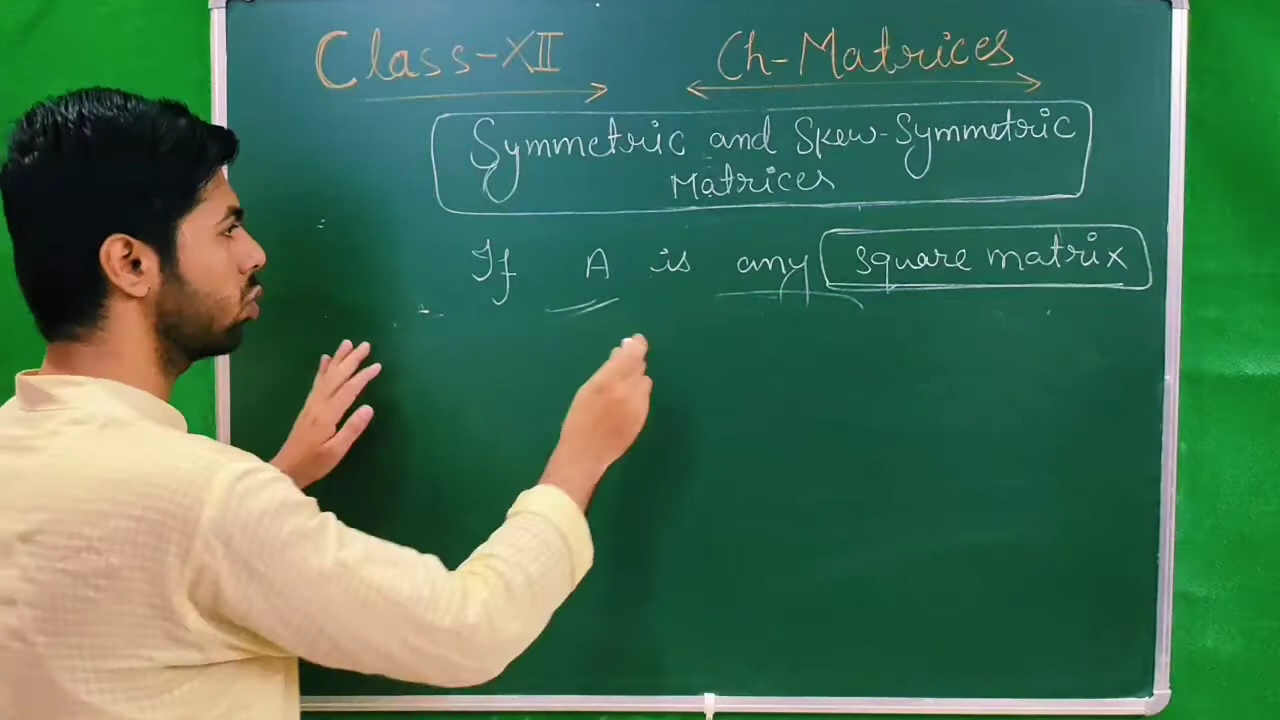 Class-XII
Ch-Matrices
Symmetric and Skew-Symmetric
Matrices
If A is any square matrix